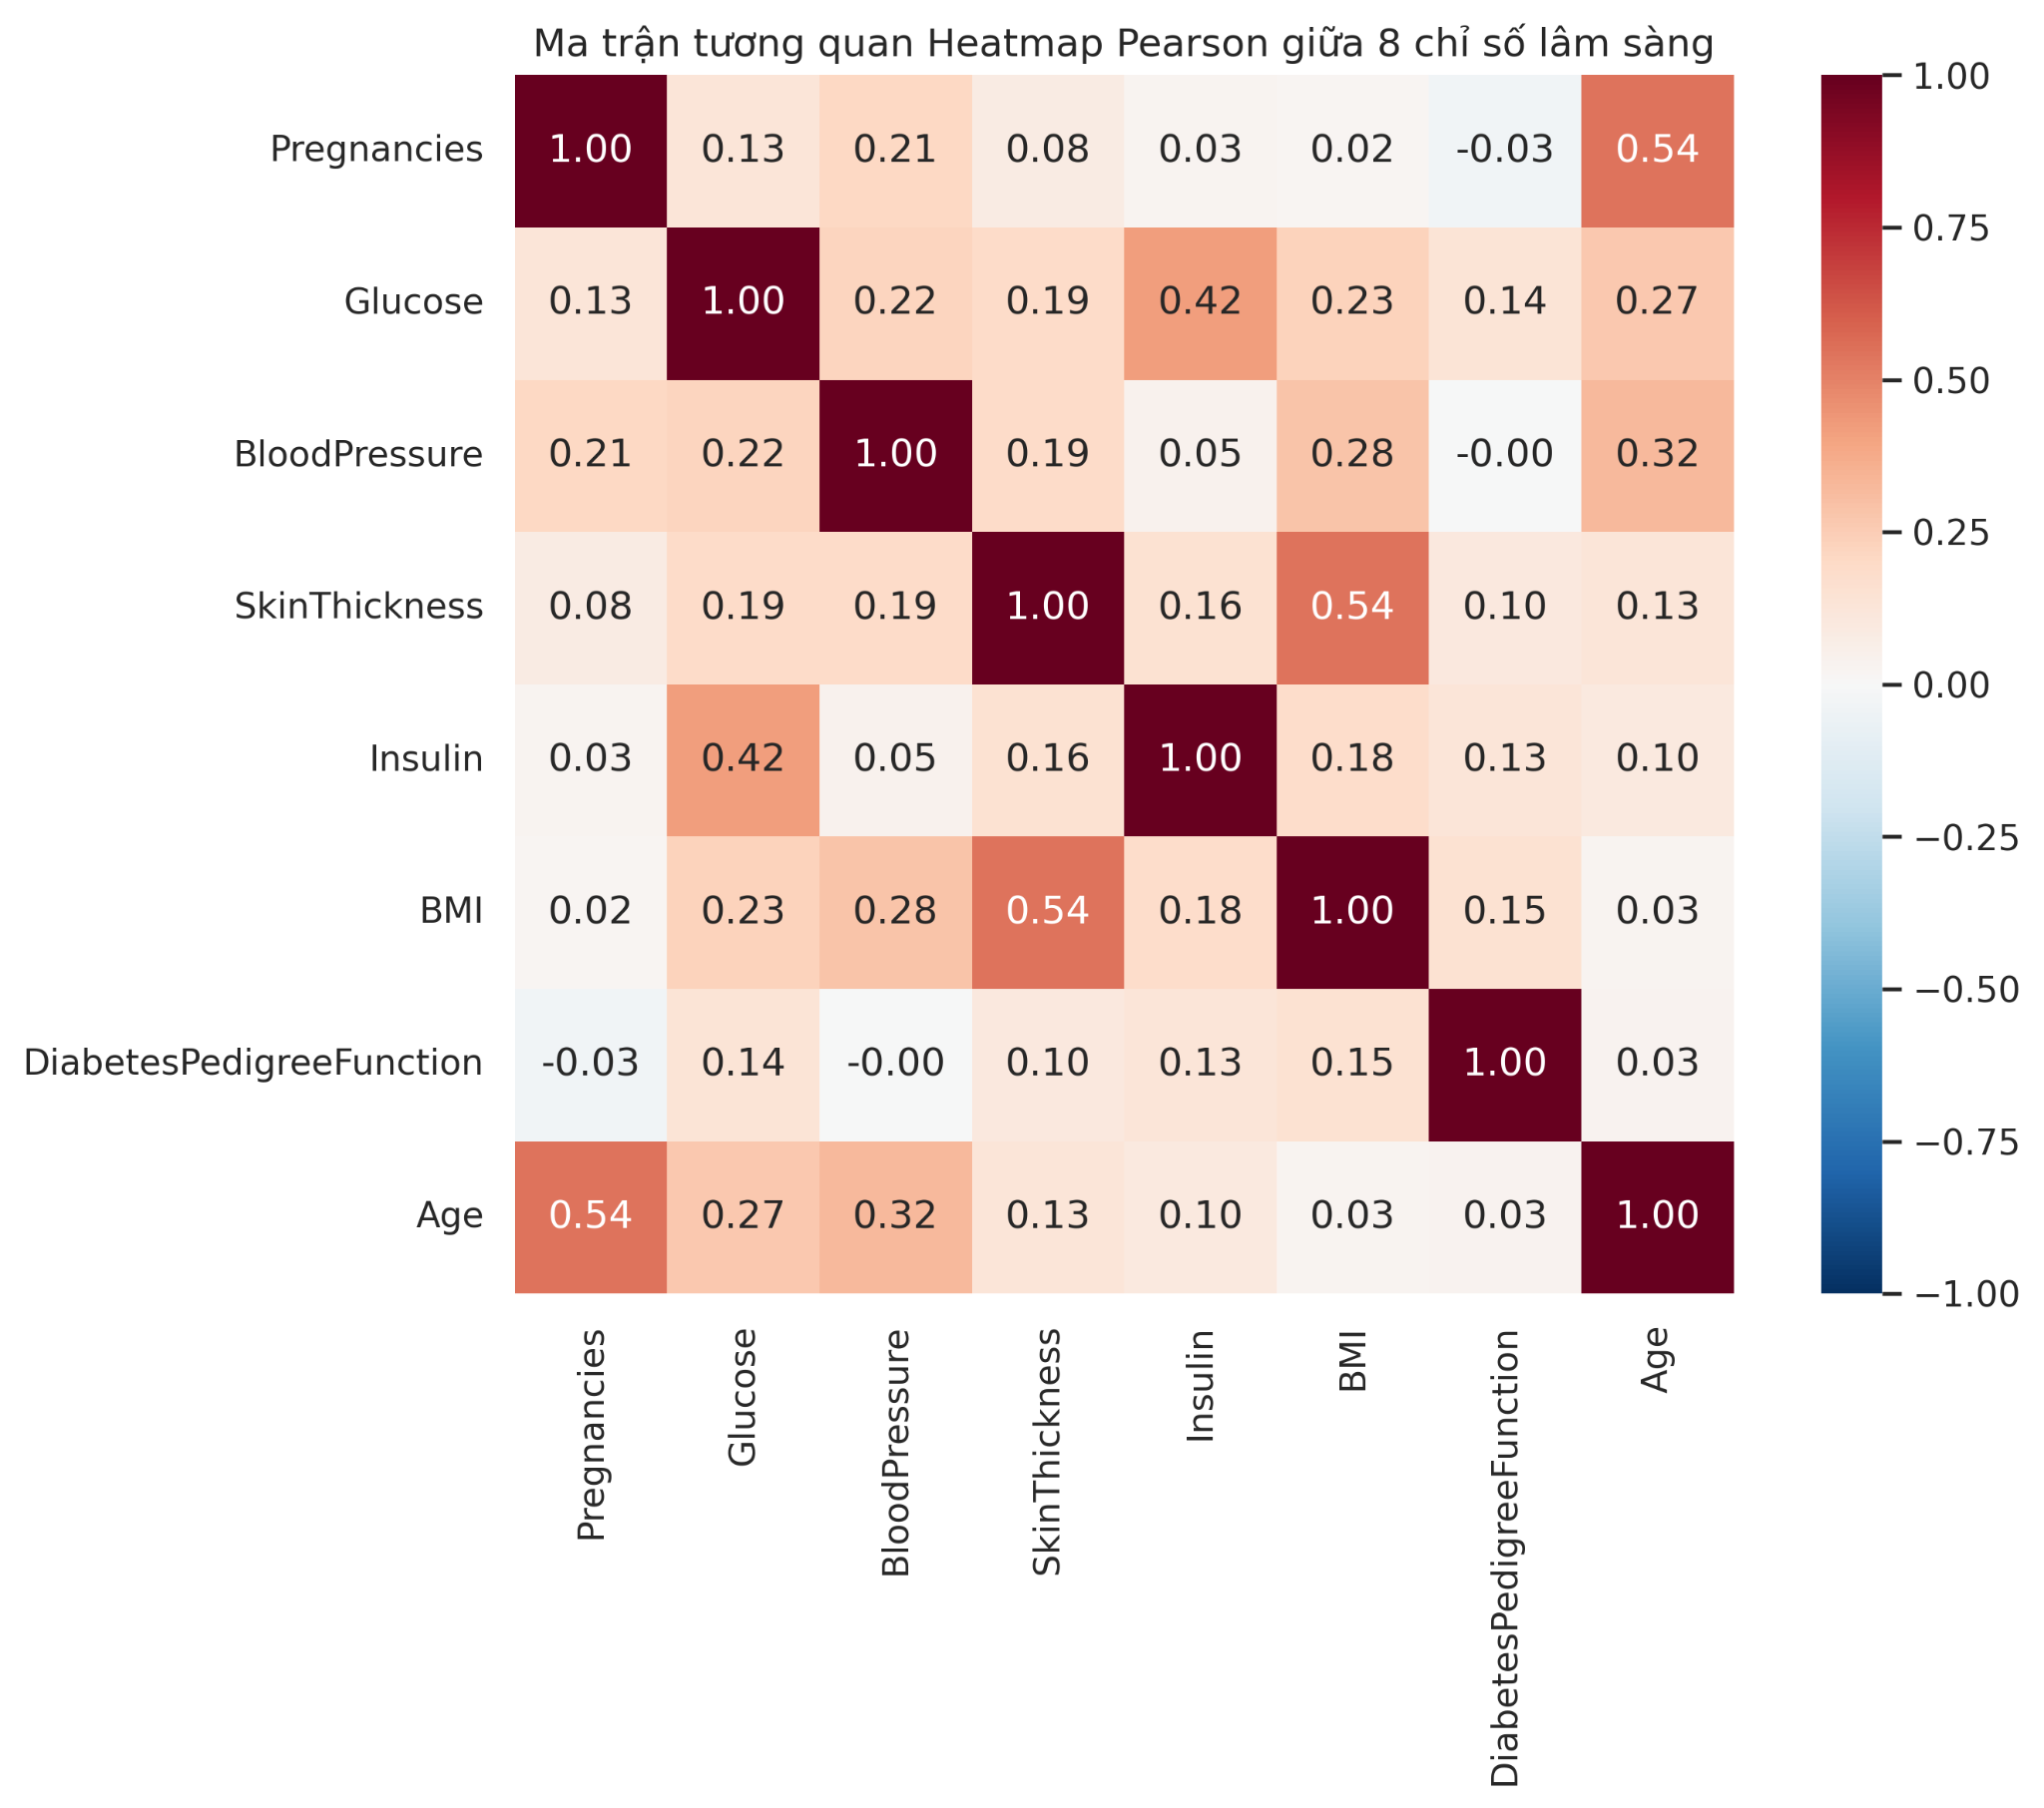 Ma trận tương quan Heatmap Pearson giữa 8 chỉ số lâm sàng
Pregnancies 1.00 0.13 0.21 0.08 0.03 0.02 -0.03 0.54
Glucose 0.13 1.00 0.22 0.19 0.42 0.23 0.14 0.27
BloodPressure 0.21 0.22 1.00 0.19 0.05 0.28 -0.00 0.32
SkinThickness 0.08 0.19 0.19 1.00 0.16 0.54 0.10 0.13
Insulin 0.03 0.42 0.05 0.16 1.00 0.18 0.13 0.10
BMI 0.02 0.23 0.28 0.54 0.18 1.00 0.15 0.03
DiabetesPedigreeFunction -0.03 0.14 -0.00 0.10 0.13 0.15 1.00 0.03
Age 0.54 0.27 0.32 0.13 0.10 0.03 0.03 1.00
Pregnancies
Glucose
BloodPressure
SkinThickness
Insulin
BMI
DiabetesPedigreeFunction
Age
1.00
0.75
0.50
0.25
0.00
−0.25
−0.50
−0.75
−1.00